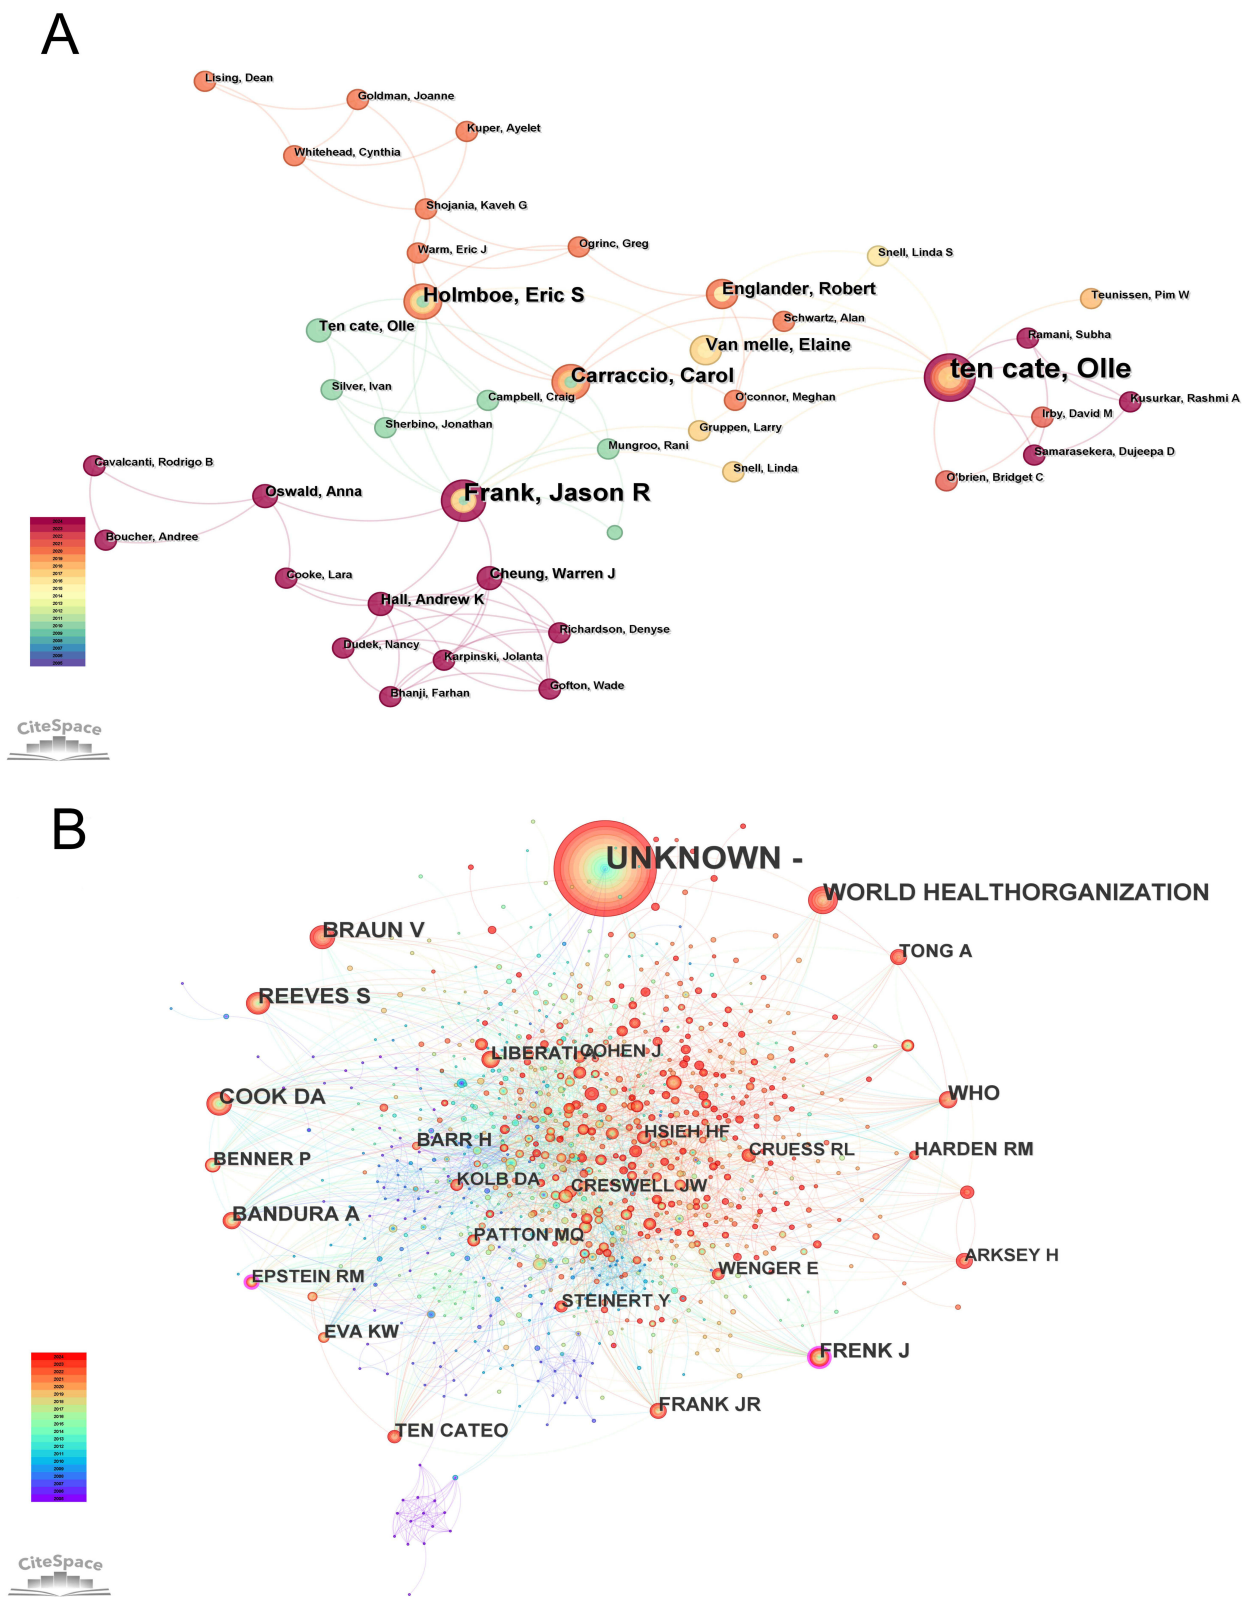 A
Lising, Dean
Goldman, Joanne
Kuper, Ayelet
Whitehead, Cynthia
Shojania, Kaveh G
Warm, Eric J
Ogrinc, Greg
Snell, Linda S
Englander, Robert
Holmboe, Eric S
Teunissen, Pim W
Schwartz, Alan
Ten cate, Olle
Ramani, Subha
Van melle, Elaine
ten cate, Olle
Carraccio, Carol
Silver, Ivan
Campbell, Craig
O'connor, Meghan
Kusurkar, Rashmi A
Irby, David M
Sherbino, Jonathan
Gruppen, Larry
Mungroo, Rani
Samarasekera, Dujeepa D
Cavalcanti, Rodrigo B
Snell, Linda
O'brien, Bridget C
Oswald, Anna
Frank, Jason R
Boucher, Andree
Cooke, Lara
Cheung, Warren J
Hall, Andrew K
Richardson, Denyse
Dudek, Nancy
Karpinski, Jolanta
Bhanji, Farhan
Gofton, Wade
CiteSpace
B
UNKNOWN -
WORLD HEALTHORGANIZATION
BRAUN V
TONG A
REEVES S
LIBERATI A
COHEN J
COOK DA
WHO
HSIEH HF
BARR H
CRUESS RL
HARDEN RM
BENNER P
KOLB DA
CRESWELL JW
BANDURA A
PATTON MQ
ARKSEY H
WENGER E
EPSTEIN RM
STEINERT Y
EVA KW
FRENK J
FRANK JR
TEN CATEO
CiteSpace